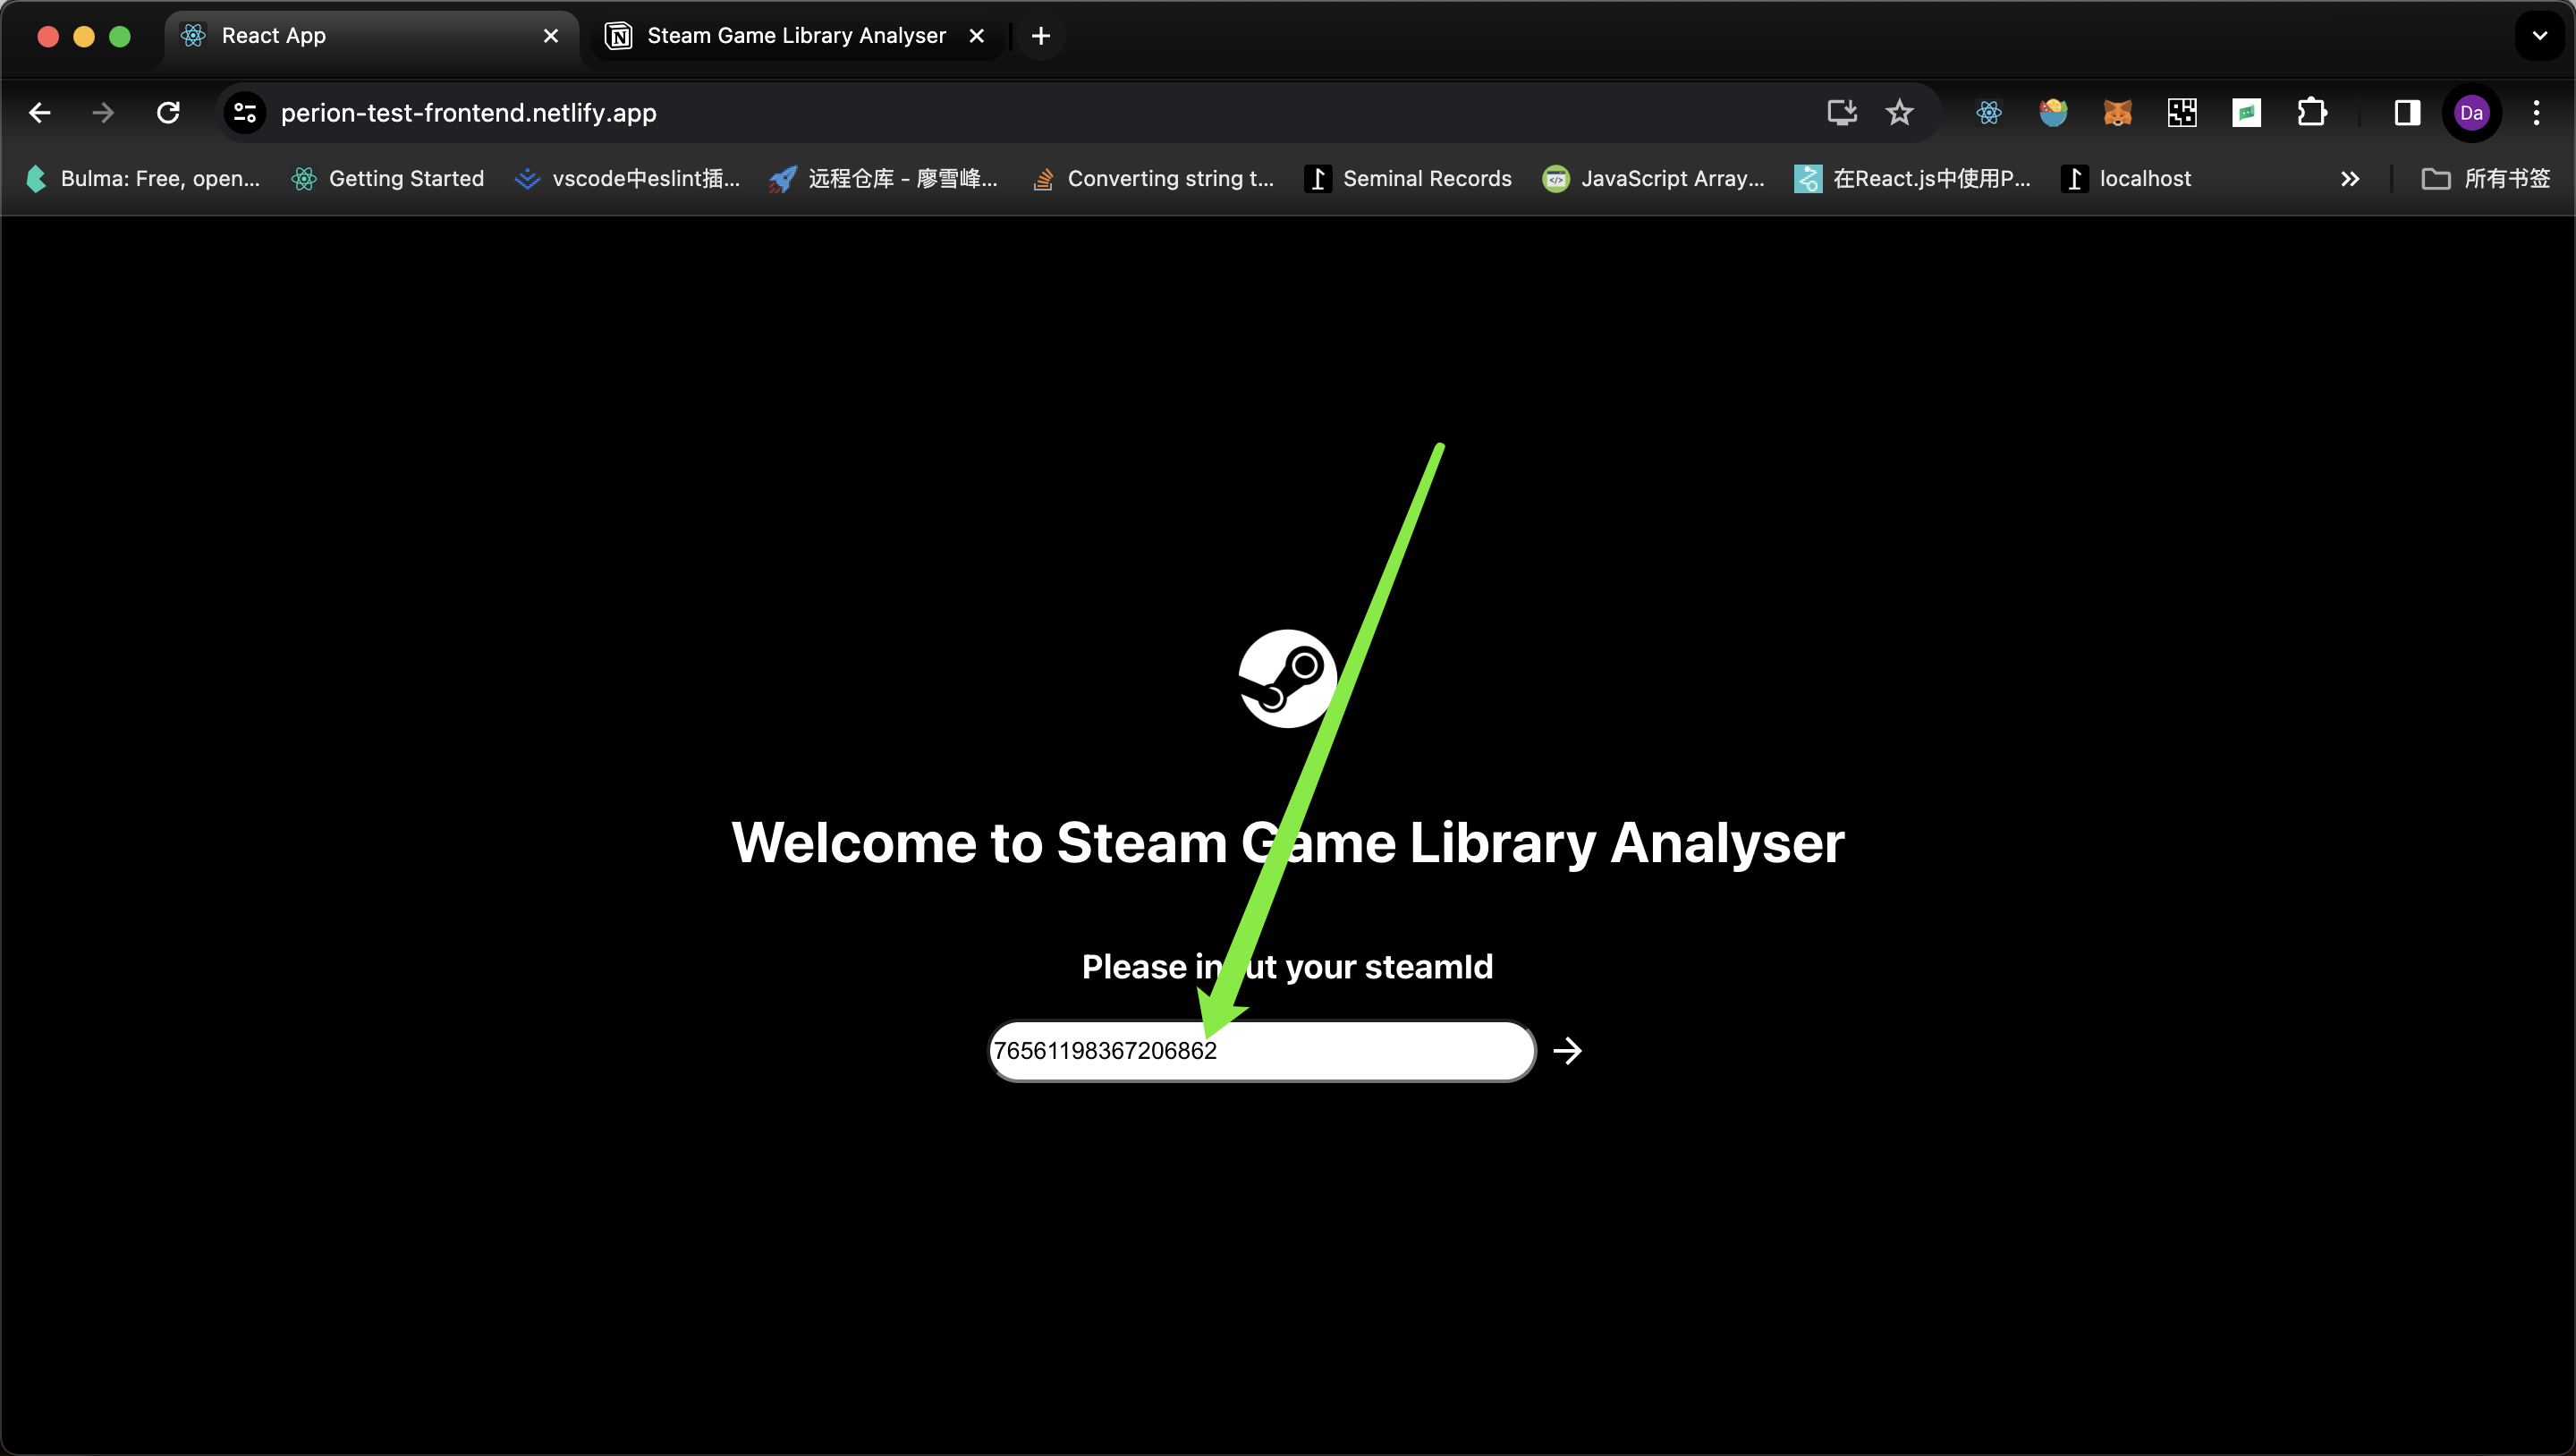 React App
Steam Game Library Analyser
perion-test-frontend.netlify.app
Da
Bulma: Free, open...
Getting Started
vscode中eslint插...
远程仓库 - 廖雪峰...
Converting string t...
Seminal Records
JavaScript Array...
在React.js中使用P...
localhost
所有书签
Welcome to Steam Game Library Analyser
Please input your steamId
76561198367206862